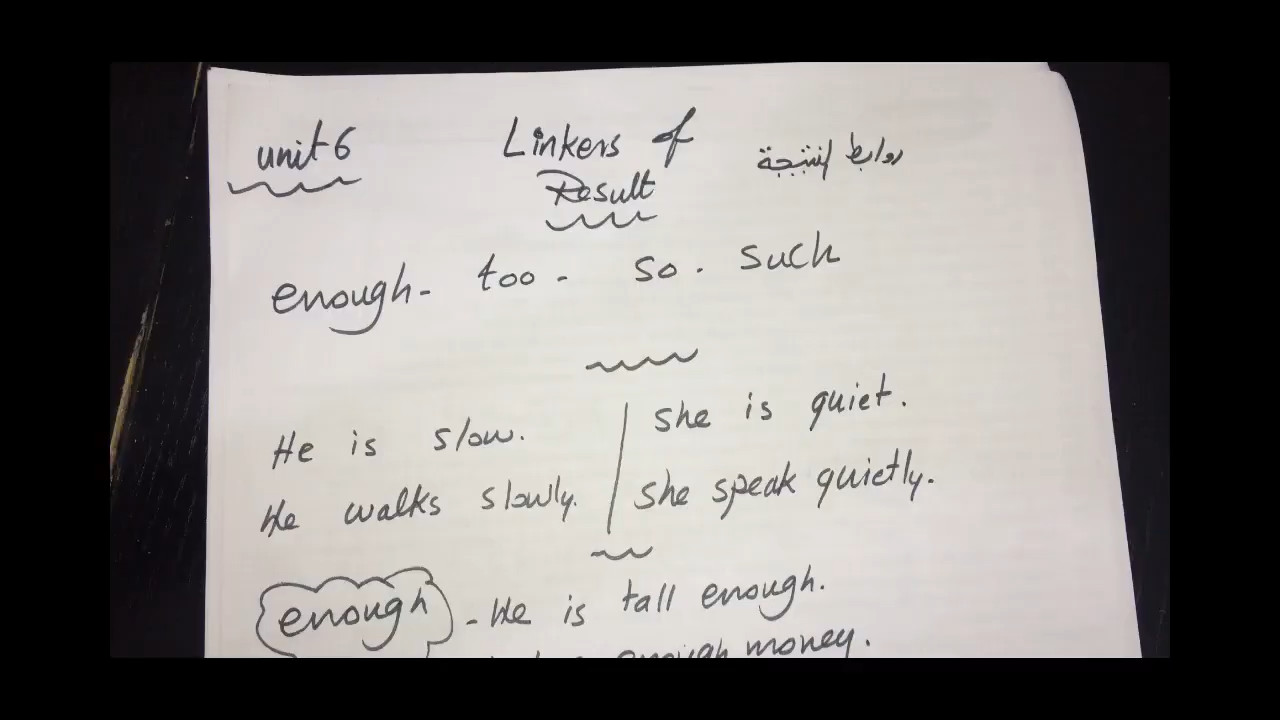 unit 6
Linkers of
Result
روابط النتيجة
enough - too - so - such
He is slow.
He walks slowly.
She is quiet.
She speak quietly.
enough - He is tall enough.
enough money.